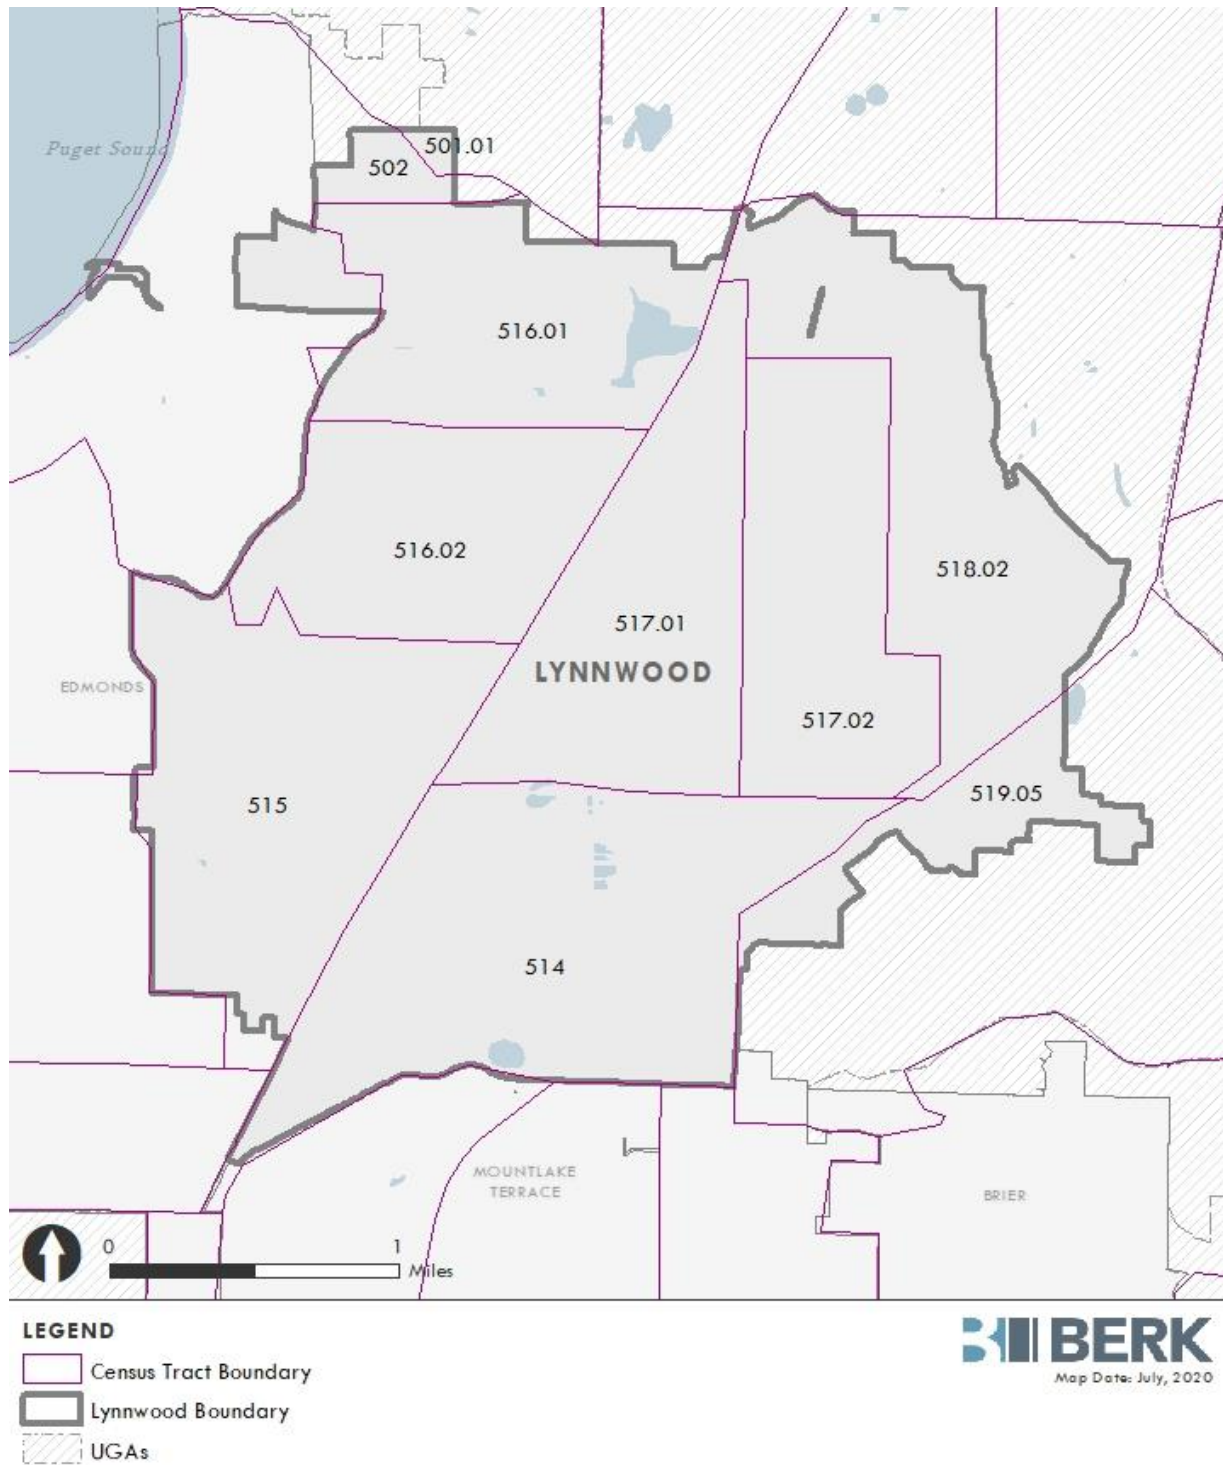 Puget Sound
501.01
502
516.01
516.02
518.02
517.01
LYNNWOOD
EDMONDS
517.02
515
519.05
514
MOUNTLAKE
TERRACE
BRIER
0
1
Miles
LEGEND
Census Tract Boundary
Lynnwood Boundary
UGAs
BERK
Map Date: July, 2020